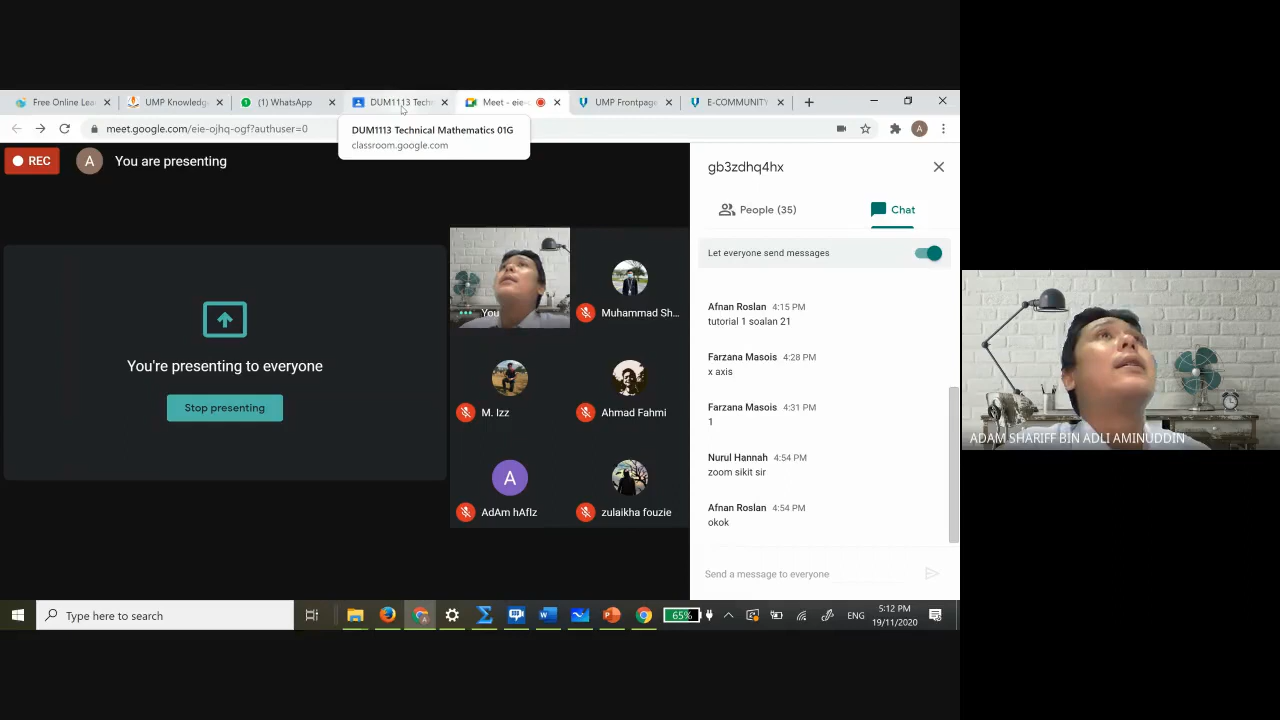 Free Online Lea
UMP Knowledg
(1) WhatsApp
DUM1113 Tech
Meet - eie-
UMP Frontpage
E-COMMUNITY
meet.google.com/eie-ojhq-ogf?authuser=0
A
DUM1113 Technical Mathematics 01G
classroom.google.com
REC
A
You are presenting
gb3zdhq4hx
People (35)
Chat
Let everyone send messages
You're presenting to everyone
Stop presenting
You
Muhammad Sh...
M. Izz
Ahmad Fahmi
A
AdAm hAfIz
zulaikha fouzie
Afnan Roslan 4:15 PM
tutorial 1 soalan 21
Farzana Masois 4:28 PM
x axis
Farzana Masois 4:31 PM
1
Nurul Hannah 4:54 PM
zoom sikit sir
Afnan Roslan 4:54 PM
okok
Send a message to everyone
ADAM SHARIFF BIN ADLI AMINUDDIN
Type here to search
65%
ENG
5:12 PM
19/11/2020